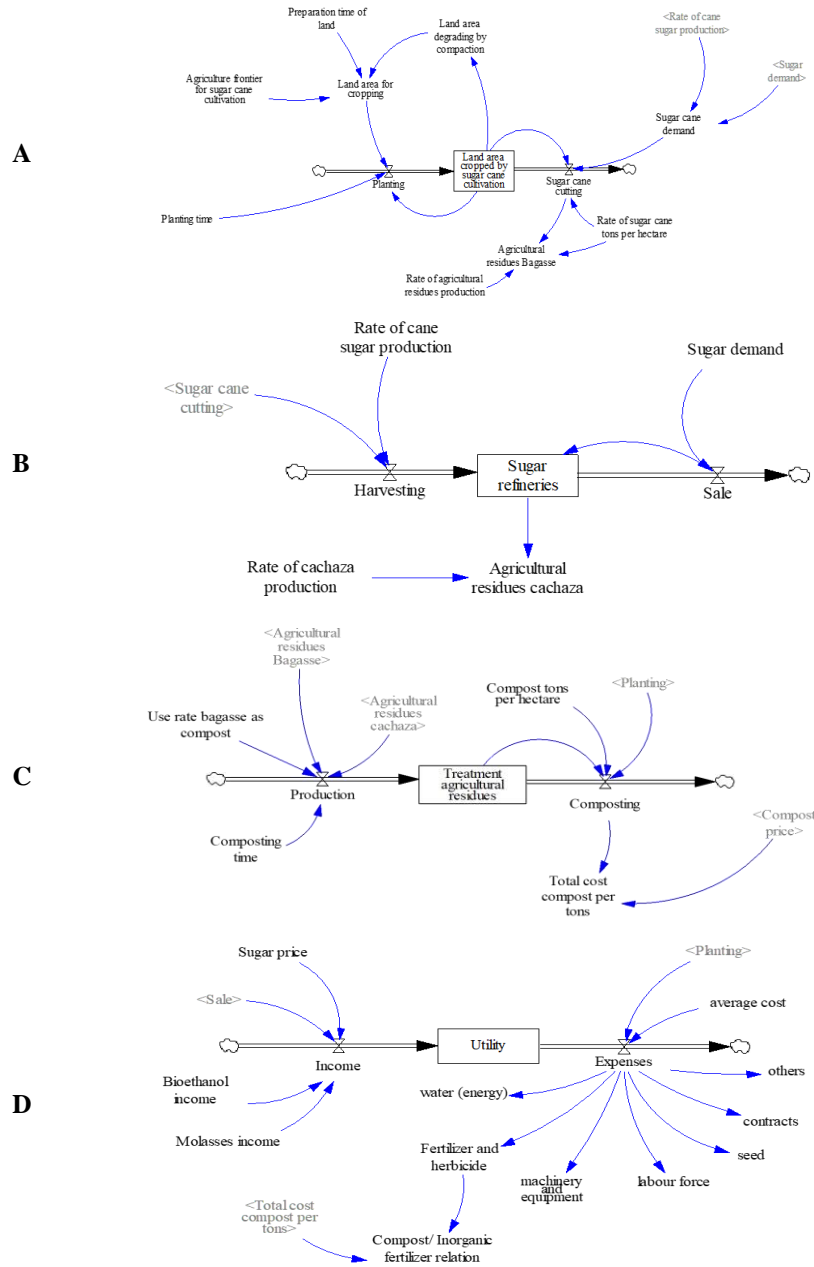 A
Preparation time of
land
Land area
degrading by
compaction
<Rate of cane
sugar production>
<Sugar
demand>
Agriculture frontier
for sugar cane
cultivation
Land area for
cropping
Sugar cane
demand
Land area
cropped by
sugar cane
cultivation
Planting
Sugar cane
cutting
Planting time
Rate of sugar cane
tons per hectare
Agricultural
residues Bagasse
Rate of agricultural
residues production
B
Rate of cane
sugar production
Sugar demand
<Sugar cane
cutting>
Harvesting
Sugar
refineries
Sale
Rate of cachaza
production
Agricultural
residues cachaza
C
<Agricultural
residues
Bagasse>
Use rate bagasse as
compost
<Agricultural
residues
cachaza>
Compost tons
per hectare
<Planting>
Production
Treatment
agricultural
residues
Composting
Composting
time
<Compost
price>
Total cost
compost per
tons
D
Sugar price
<Planting>
<Sale>
average cost
Income
Utility
Expenses
Bioethanol
income
Molasses income
water (energy)
others
contracts
seed
labour force
machinery
and
equipment
Fertilizer and
herbicide
<Total cost
compost per
tons>
Compost/ Inorganic
fertilizer relation